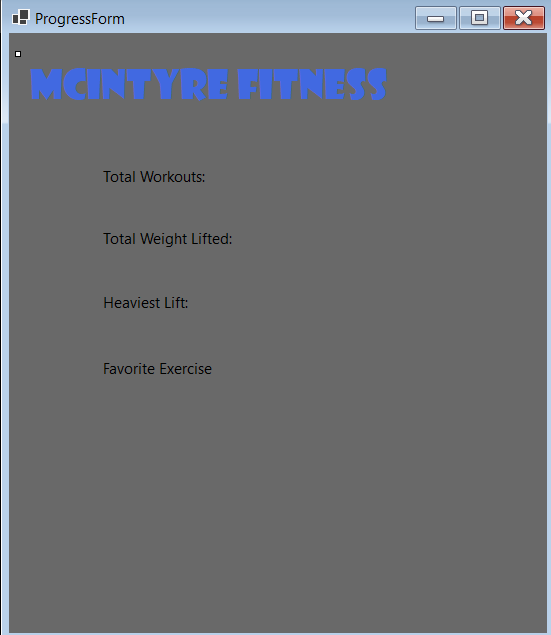 ProgressForm
MCINTYRE FITNESS
Total Workouts:
Total Weight Lifted:
Heaviest Lift:
Favorite Exercise